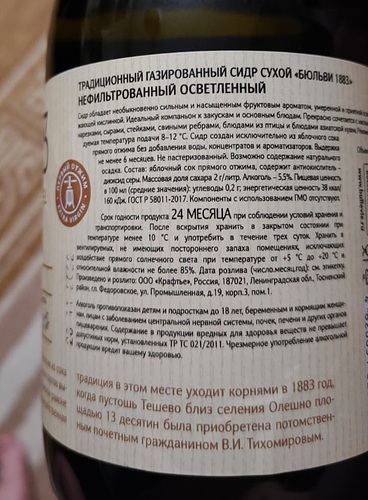 ТРАДИЦИОННЫЙ ГАЗИРОВАННЫЙ СИДР СУХОЙ «БЮЛЬВИ 1883»
НЕФИЛЬТРОВАННЫЙ ОСВЕТЛЕННЫЙ
Сидр обладает необыкновенно сильным и насыщенным фруктовым ароматом, умеренной и приятной
кислинкой. Идеальный компаньон к закускам и основным блюдам. Прекрасно сочетается с
нарезками, сырами, стейками, свиными ребрами, блюдами из птицы и блюдами азиатской кухни.
температура подачи 8–12 °С. Сидр создан исключительно из яблочного сока
прямого отжима без добавления воды, концентратов и ароматизаторов. Выдержка
не менее 6 месяцев. Не пастеризованный. Возможно содержание натурального
осадка. Состав: яблочный сок прямого отжима, содержит антиокислитель –
диоксид серы. Массовая доля сахара 2 г/литр. Алкоголь – 5,5%. Пищевая ценность
в 100 мл (средние значения): углеводы 0,2 г; энергетическая ценность 38 ккал/
160 кДж. ГОСТ Р 58011-2017. Компоненты с использованием ГМО отсутствуют.
ПРЯМОЙ ОТЖИМ
Срок годности продукта 24 МЕСЯЦА при соблюдении условий хранения и
транспортировки. После вскрытия хранить в закрытом состоянии при
температуре менее 10 °С и употребить в течение трех суток. Хранить в
вентилируемых, не имеющих постороннего запаха помещениях, исключающих
воздействие прямого солнечного света при температуре от +5 °С до +20 °С и
относительной влажности не более 85%. Дата розлива (число.месяц.год): см. этикетку.
Произведено и розлито: ООО «Крафтье», Россия, 187021, Ленинградская обл., Тосненский
район, г.п. Федоровское, ул. Промышленная, д.19, корп.3, пом.1.
Алкоголь противопоказан детям и подросткам до 18 лет, беременным и кормящим
лицам с заболеваниями центральной нервной системы, почек, печени и других органов
пищеварения. Содержание в продукции вредных для здоровья веществ не превышает
допустимых норм, установленных ТР ТС 021/2011. Чрезмерное употребление алкогольной
продукции вредит вашему здоровью.
традиция в этом месте уходит корнями в 1883 год,
когда пустошь Тешево близ селения Олешно пло-
щадью 13 десятин была приобретена потомствен-
ным почетным гражданином В.И. Тихомировым.